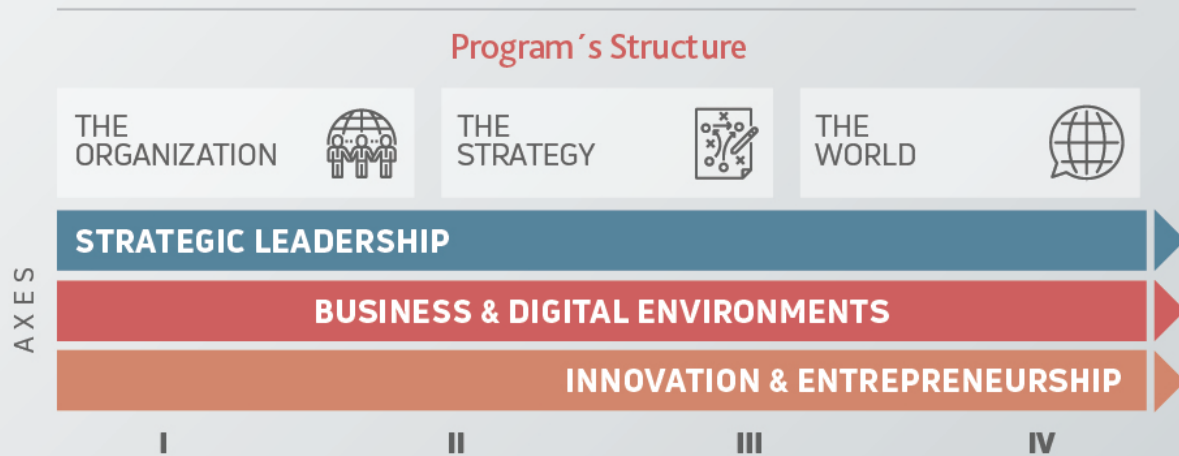 Program´s Structure
THE
ORGANIZATION
THE
STRATEGY
THE
WORLD
AXES
STRATEGIC LEADERSHIP
BUSINESS & DIGITAL ENVIRONMENTS
INNOVATION & ENTREPRENEURSHIP
I II III IV